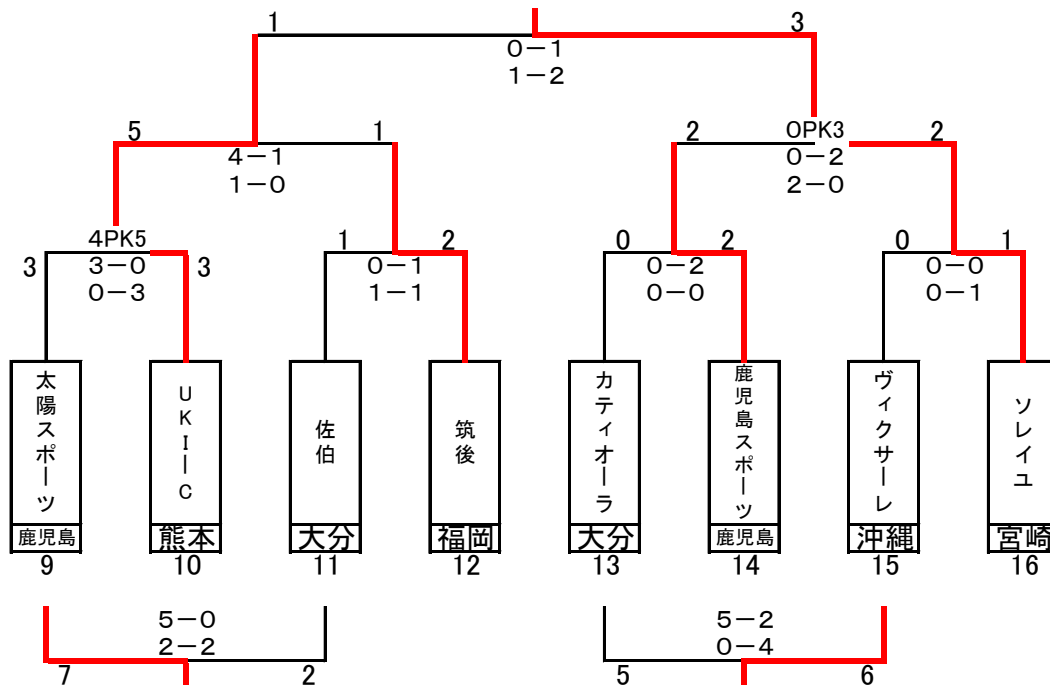 1
3
0－1
1－2
5
1
2
0PK3
2
4－1
1－0
0－2
2－0
4PK5
1
2
0
2
0
1
3
3－0
3
0－1
0－2
0－0
0－3
1－1
0－0
0－1
太陽スポーツ
UKI－C
佐伯
筑後
カティオーラ
鹿児島スポーツ
ヴィクサーレ
ソレイユ
鹿児島
熊本
大分
福岡
大分
鹿児島
沖縄
宮崎
9
10
11
12
13
14
15
16
5－0
5－2
2－2
0－4
7
2
5
6